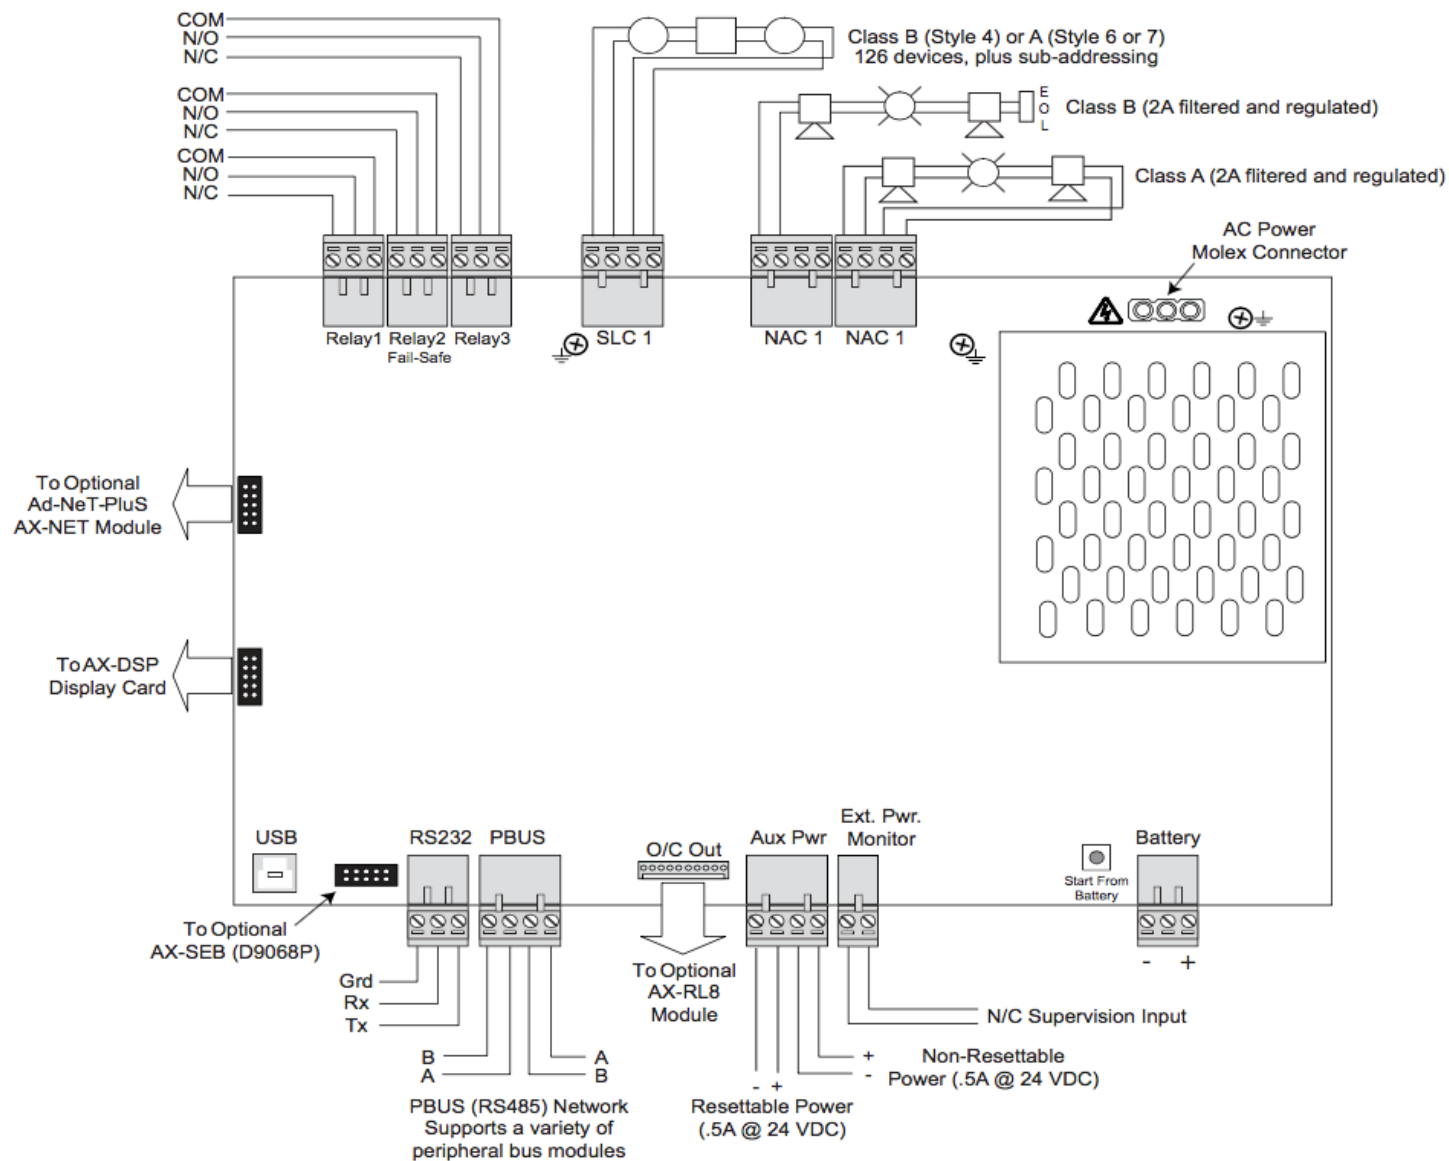 COM
N/O
N/C
COM
N/O
N/C
COM
N/O
N/C
Class B (Style 4) or A (Style 6 or 7)
126 devices, plus sub-addressing
E
O
L
Class B (2A filtered and regulated)
Class A (2A flitered and regulated)
AC Power
Molex Connector
Relay1
Relay2
Fail-Safe
Relay3
SLC 1
NAC 1
NAC 1
To Optional
Ad-NeT-PluS
AX-NET Module
To AX-DSP
Display Card
USB
RS232
PBUS
O/C Out
Aux Pwr
Ext. Pwr.
Monitor
Start From
Battery
Battery
To Optional
AX-SEB (D9068P)
Grd
Rx
Tx
B
A
A
B
PBUS (RS485) Network
Supports a variety of
peripheral bus modules
To Optional
AX-RL8
Module
- +
Resettable Power
(.5A @ 24 VDC)
+
-
Non-Resettable
Power (.5A @ 24 VDC)
N/C Supervision Input
- +